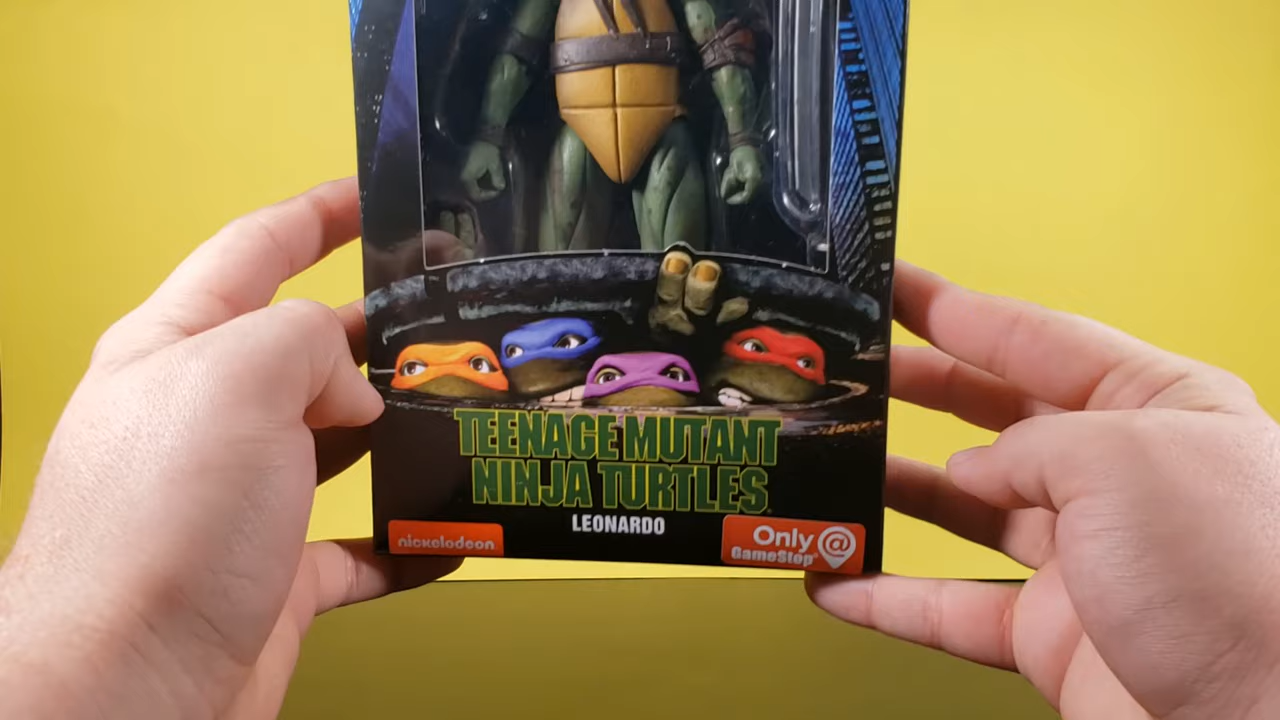 TEENAGE MUTANT
NINJA TURTLES
LEONARDO
nickelodeon
Only @
GameStop®